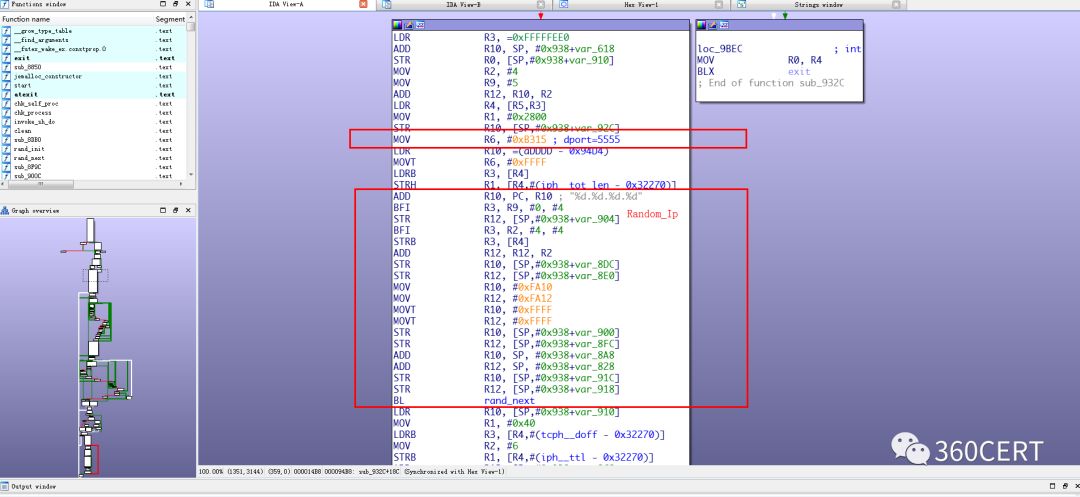 Functions window
IDA View-A
IDA View-B
Hex View-1
Strings window
Function name
Segment
__grow_type_table .text
__find_arguments .text
__futex_wake_ex.constprop.0 .text
exit .text
sub_8850 .text
jemalloc_constructor .text
start .text
atexit .text
chk_self_proc .text
chk_process .text
invoke_sh_do .text
clean .text
sub_8DB0 .text
rand_init .text
rand_next .text
sub_8F9C .text
sub_900C .text
Graph overview
LDR R3, =0xFFFFFEE0
ADD R10, SP, #0x938+var_618
STR R0, [SP,#0x938+var_910]
MOV R2, #4
MOV R9, #5
ADD R12, R10, R2
LDR R4, [R5,R3]
MOV R1, #0x2800
STR R10, [SP,#0x938+var_92C]
MOV R6, #0xB315 ; dport=5555
LDR R10, =(aDDDD - 0x94D4)
MOVT R6, #0xFFFF
LDRB R3, [R4]
STRH R1, [R4,#(iph__tot_len - 0x32270)]
ADD R10, PC, R10 ; "%d.%d.%d.%d"
BFI R3, R9, #0, #4
STR R12, [SP,#0x938+var_904]
BFI R3, R2, #4, #4
STRB R3, [R4]
ADD R12, R12, R2
STR R10, [SP,#0x938+var_8DC]
STR R12, [SP,#0x938+var_8E0]
MOV R10, #0xFA10
MOV R12, #0xFA12
MOVT R10, #0xFFFF
MOVT R12, #0xFFFF
STR R10, [SP,#0x938+var_900]
STR R12, [SP,#0x938+var_8FC]
ADD R10, SP, #0x938+var_8A8
ADD R12, SP, #0x938+var_828
STR R10, [SP,#0x938+var_91C]
STR R12, [SP,#0x938+var_918]
BL rand_next
LDR R10, [SP,#0x938+var_910]
MOV R1, #0x40
LDRB R3, [R4,#(tcph__doff - 0x32270)]
MOV R2, #6
STRB R1, [R4,#(iph__ttl - 0x32270)]
Random_Ip
loc_9BEC ; int
MOV R0, R4
BLX exit
; End of function sub_932C
100.00% (1351,3144) (359,0) 000014B8 000094B8: sub_932C+18C (Synchronized with Hex View-1)
360CERT
Output window